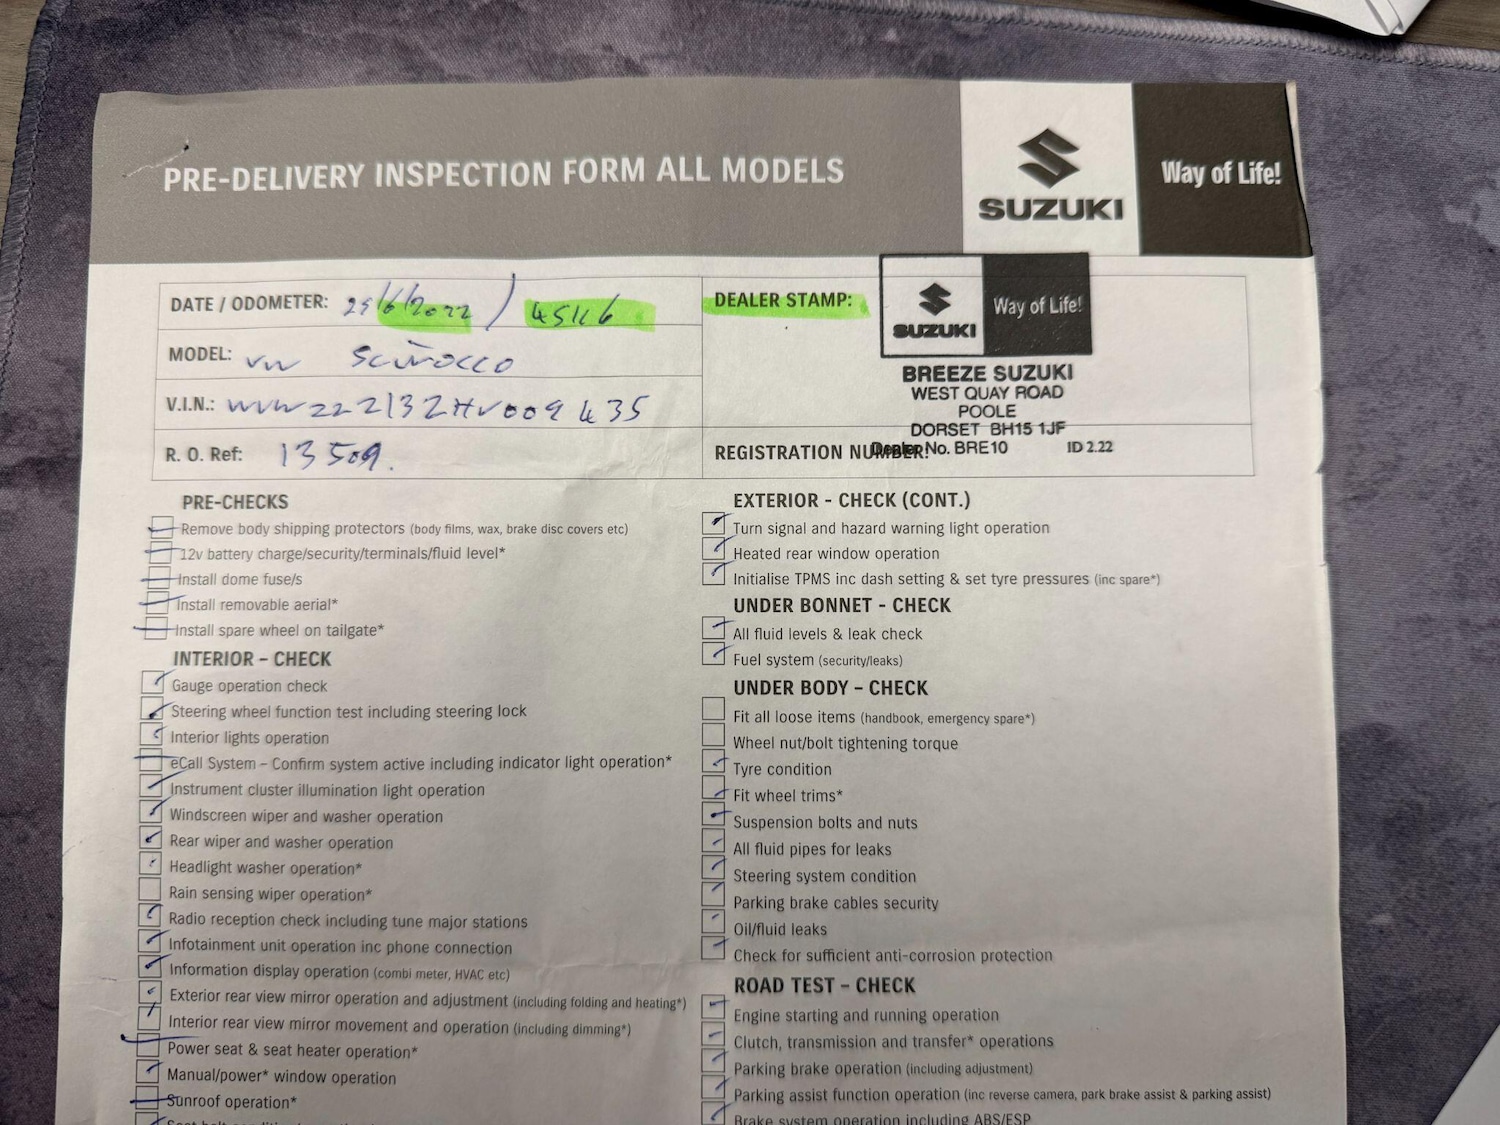 PRE-DELIVERY INSPECTION FORM ALL MODELS
SUZUKI
Way of Life!
DATE / ODOMETER: 29/6/2022 / 45116
MODEL: VW Scirocco
V.I.N.: WVWZZZ13ZHV009435
R. O. Ref: 13509.
DEALER STAMP:
SUZUKI
Way of Life!
BREEZE SUZUKI
WEST QUAY ROAD
POOLE
DORSET BH15 1JF
Dealer No. BRE10 ID 2.22
REGISTRATION NUMBER:
PRE-CHECKS
Remove body shipping protectors (body films, wax, brake disc covers etc)
12v battery charge/security/terminals/fluid level*
Install dome fuse/s
Install removable aerial*
Install spare wheel on tailgate*
INTERIOR – CHECK
Gauge operation check
Steering wheel function test including steering lock
Interior lights operation
eCall System – Confirm system active including indicator light operation*
Instrument cluster illumination light operation
Windscreen wiper and washer operation
Rear wiper and washer operation
Headlight washer operation*
Rain sensing wiper operation*
Radio reception check including tune major stations
Infotainment unit operation inc phone connection
Information display operation (combi meter, HVAC etc)
Exterior rear view mirror operation and adjustment (including folding and heating*)
Interior rear view mirror movement and operation (including dimming*)
Power seat & seat heater operation*
Manual/power* window operation
Sunroof operation*
EXTERIOR - CHECK (CONT.)
Turn signal and hazard warning light operation
Heated rear window operation
Initialise TPMS inc dash setting & set tyre pressures (inc spare*)
UNDER BONNET - CHECK
All fluid levels & leak check
Fuel system (security/leaks)
UNDER BODY – CHECK
Fit all loose items (handbook, emergency spare*)
Wheel nut/bolt tightening torque
Tyre condition
Fit wheel trims*
Suspension bolts and nuts
All fluid pipes for leaks
Steering system condition
Parking brake cables security
Oil/fluid leaks
Check for sufficient anti-corrosion protection
ROAD TEST – CHECK
Engine starting and running operation
Clutch, transmission and transfer* operations
Parking brake operation (including adjustment)
Parking assist function operation (inc reverse camera, park brake assist & parking assist)
Brake system operation including ABS/ESP